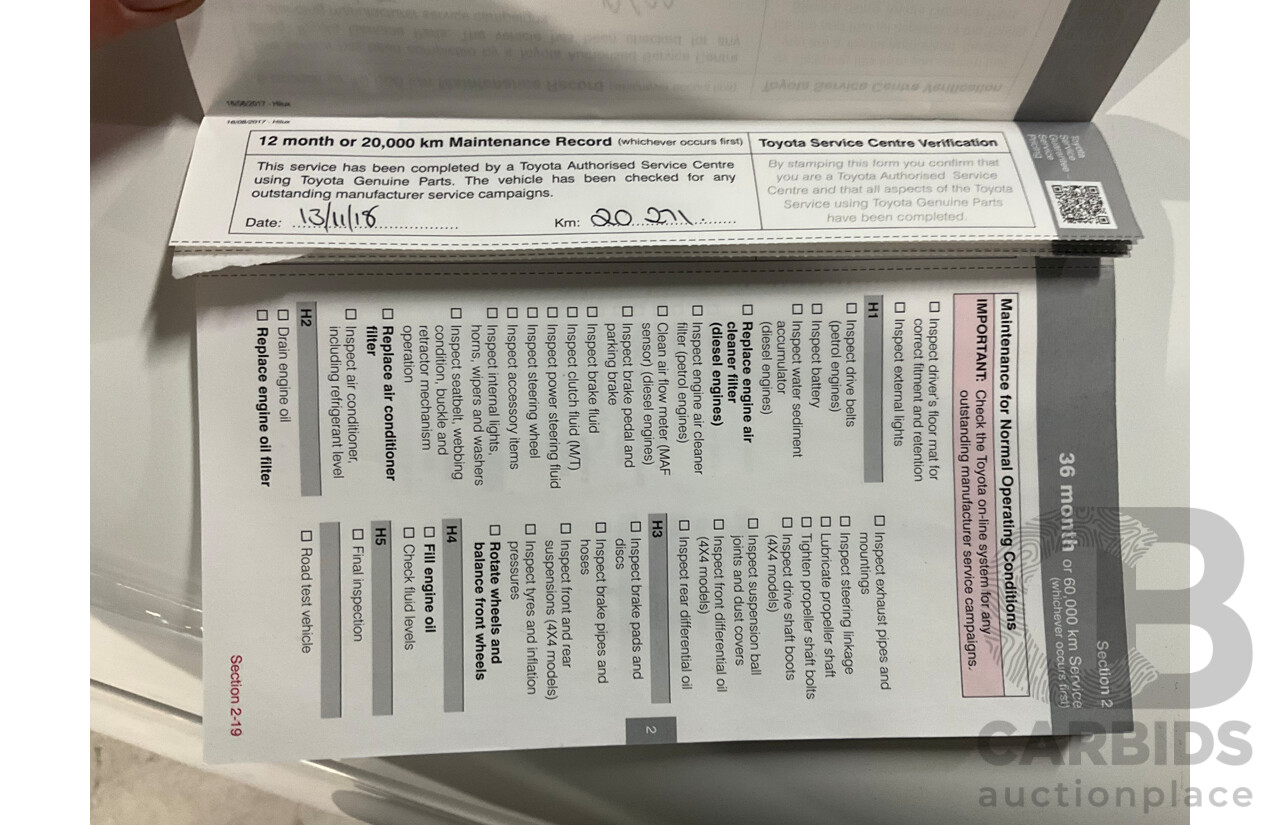 16/08/2017 - Hilux
16/08/2017 - Hilux
12 month or 20,000 km Maintenance Record (whichever occurs first)
This service has been completed by a Toyota Authorised Service Centre
using Toyota Genuine Parts. The vehicle has been checked for any
outstanding manufacturer service campaigns.
Date: 13/11/18
Km: 20 271
Toyota Service Centre Verification
By stamping this form you confirm that
you are a Toyota Authorised Service
Centre and that all aspects of the Toyota
Service using Toyota Genuine Parts
have been completed.
Toyota
Service
Guarantee
Service
Pricing
Section 2
36 month or 60,000 km Service
(whichever occurs first)
Maintenance for Normal Operating Conditions
IMPORTANT: Check the Toyota on-line system for any
outstanding manufacturer service campaigns.
Inspect driver's floor mat for
correct fitment and retention
Inspect external lights
H1
Inspect drive belts
(petrol engines)
Inspect battery
Inspect water sediment
accumulator
(diesel engines)
Replace engine air
cleaner filter
(diesel engines)
Inspect engine air cleaner
filter (petrol engines)
Clean air flow meter (MAF
sensor) (diesel engines)
Inspect brake pedal and
parking brake
Inspect brake fluid
Inspect clutch fluid (M/T)
Inspect power steering fluid
Inspect steering wheel
Inspect accessory items
Inspect internal lights,
horns, wipers and washers
Inspect seatbelt, webbing
condition, buckle and
retractor mechanism
operation
Replace air conditioner
filter
Inspect air conditioner,
including refrigerant level
H2
Drain engine oil
Replace engine oil filter
Inspect exhaust pipes and
mountings
Inspect steering linkage
Lubricate propeller shaft
Tighten propeller shaft bolts
Inspect drive shaft boots
(4X4 models)
Inspect suspension ball
joints and dust covers
Inspect front differential oil
(4X4 models)
Inspect rear differential oil
H3
Inspect brake pads and
discs
Inspect brake pipes and
hoses
Inspect front and rear
suspensions (4X4 models)
Inspect tyres and inflation
pressures
Rotate wheels and
balance front wheels
H4
Fill engine oil
Check fluid levels
H5
Final inspection
Road test vehicle
2
Section 2-19
B
CARBIDS
auctionplace